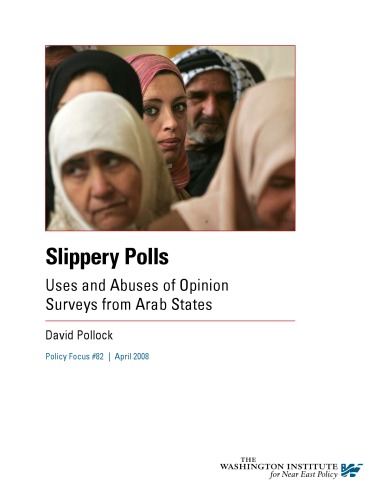 Slippery Polls
Uses and Abuses of Opinion
Surveys from Arab States
David Pollock
Policy Focus #82 | April 2008
THE
WASHINGTON INSTITUTE
for Near East Policy